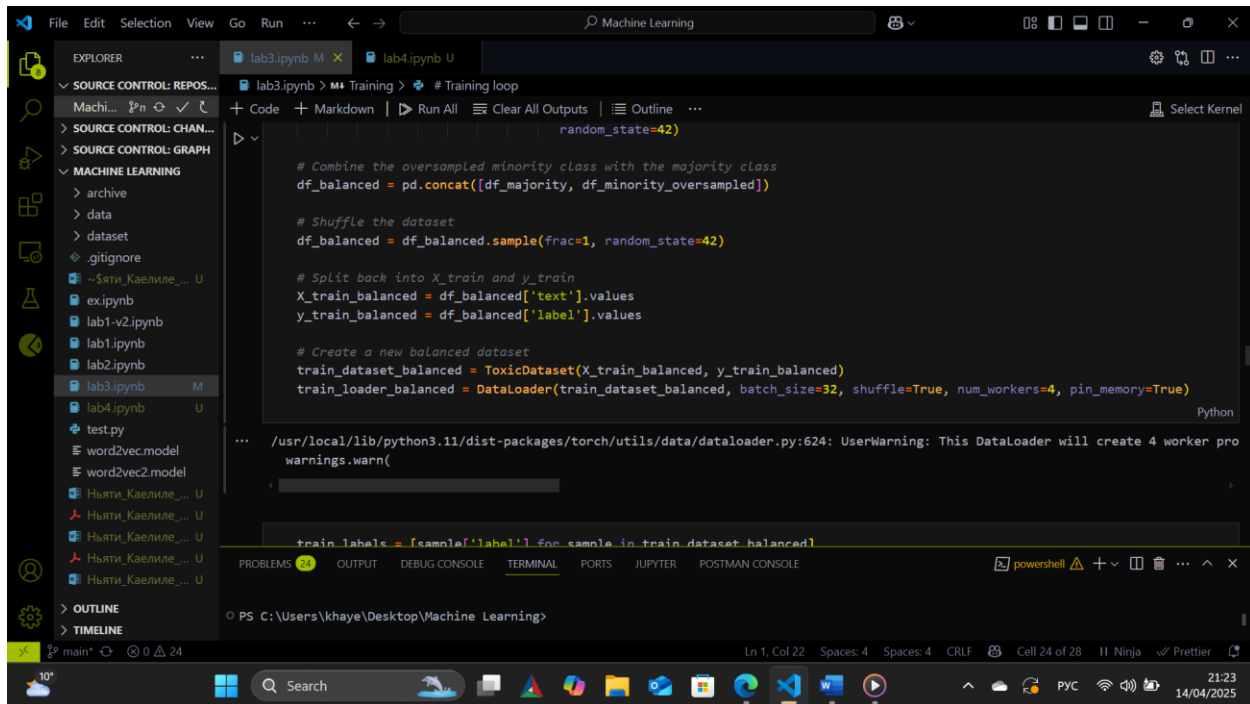 File Edit Selection View Go Run ··· Machine Learning
EXPLORER ···
SOURCE CONTROL: REPOS...
Machi...
SOURCE CONTROL: CHAN...
SOURCE CONTROL: GRAPH
MACHINE LEARNING
archive
data
dataset
.gitignore
~$яти_Каелиле_... U
ex.ipynb
lab1-v2.ipynb
lab1.ipynb
lab2.ipynb
lab3.ipynb M
lab4.ipynb U
test.py
word2vec.model
word2vec2.model
Ньяти_Каелиле_... U
Ньяти_Каелиле_... U
Ньяти_Каелиле_... U
Ньяти_Каелиле_... U
Ньяти_Каелиле_... U
OUTLINE
TIMELINE
lab3.ipynb M lab4.ipynb U
lab3.ipynb > M↓ Training > # Training loop
+ Code + Markdown | Run All Clear All Outputs | Outline ··· Select Kernel
random_state=42)
# Combine the oversampled minority class with the majority class
df_balanced = pd.concat([df_majority, df_minority_oversampled])
# Shuffle the dataset
df_balanced = df_balanced.sample(frac=1, random_state=42)
# Split back into X_train and y_train
X_train_balanced = df_balanced['text'].values
y_train_balanced = df_balanced['label'].values
# Create a new balanced dataset
train_dataset_balanced = ToxicDataset(X_train_balanced, y_train_balanced)
train_loader_balanced = DataLoader(train_dataset_balanced, batch_size=32, shuffle=True, num_workers=4, pin_memory=True)
Python
··· /usr/local/lib/python3.11/dist-packages/torch/utils/data/dataloader.py:624: UserWarning: This DataLoader will create 4 worker pro
warnings.warn(
train_labels = [sample['label'] for sample in train_dataset_balanced]
PROBLEMS 24 OUTPUT DEBUG CONSOLE TERMINAL PORTS JUPYTER POSTMAN CONSOLE powershell
PS C:\Users\khaye\Desktop\Machine Learning>
main* 0 24 Ln 1, Col 22 Spaces: 4 Spaces: 4 CRLF Cell 24 of 28 Ninja Prettier
10° Search РУС 21:23
14/04/2025